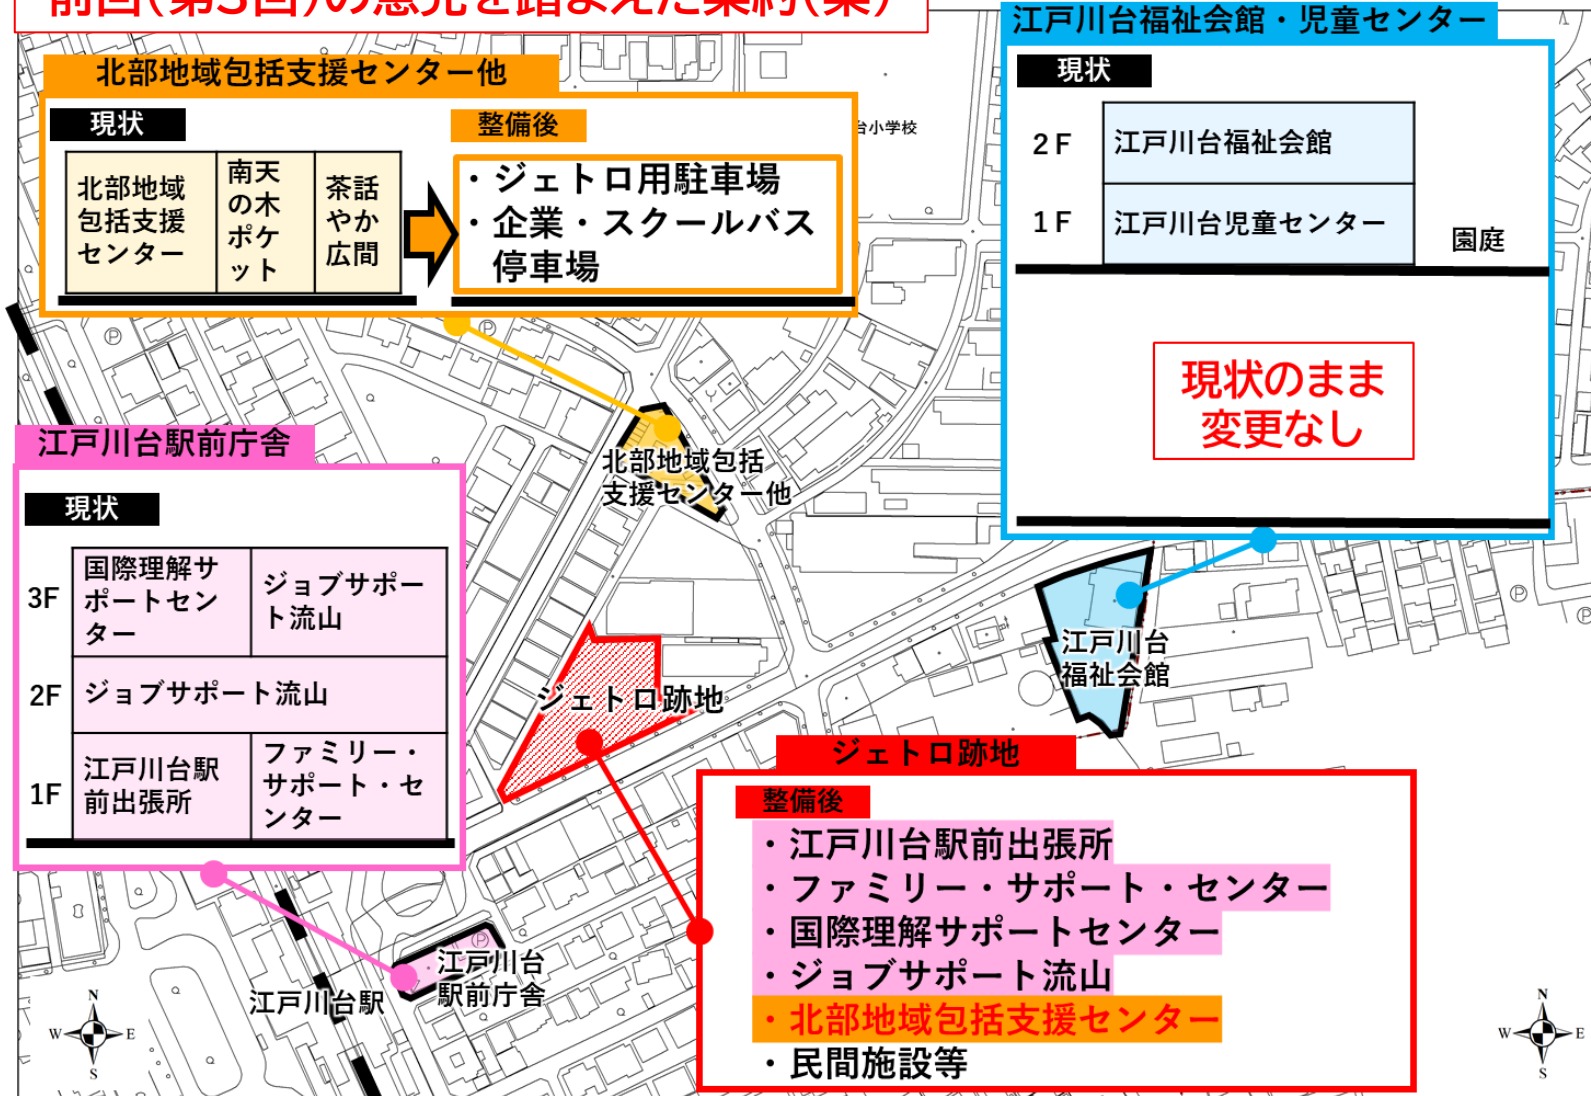 前回(第3回)の意見を踏まえた集約(案)
北部地域包括支援センター他
現状
北部地域
包括支援
センター
南天
の木
ポケ
ット
茶話
やか
広間
整備後
・ジェトロ用駐車場
・企業・スクールバス
停車場
台小学校
江戸川台福祉会館・児童センター
現状
2F
江戸川台福祉会館
1F
江戸川台児童センター
園庭
現状のまま
変更なし
江戸川台駅前庁舎
現状
3F
国際理解サ
ポートセン
ター
ジョブサポー
ト流山
2F
ジョブサポート流山
1F
江戸川台駅
前出張所
ファミリー・
サポート・セ
ンター
北部地域包括
支援センター他
ジェトロ跡地
江戸川台
福祉会館
江戸川台
駅前庁舎
江戸川台駅
ジェトロ跡地
整備後
・江戸川台駅前出張所
・ファミリー・サポート・センター
・国際理解サポートセンター
・ジョブサポート流山
・北部地域包括支援センター
・民間施設等
N
W
E
S
N
W
E
S
P
P
P
P